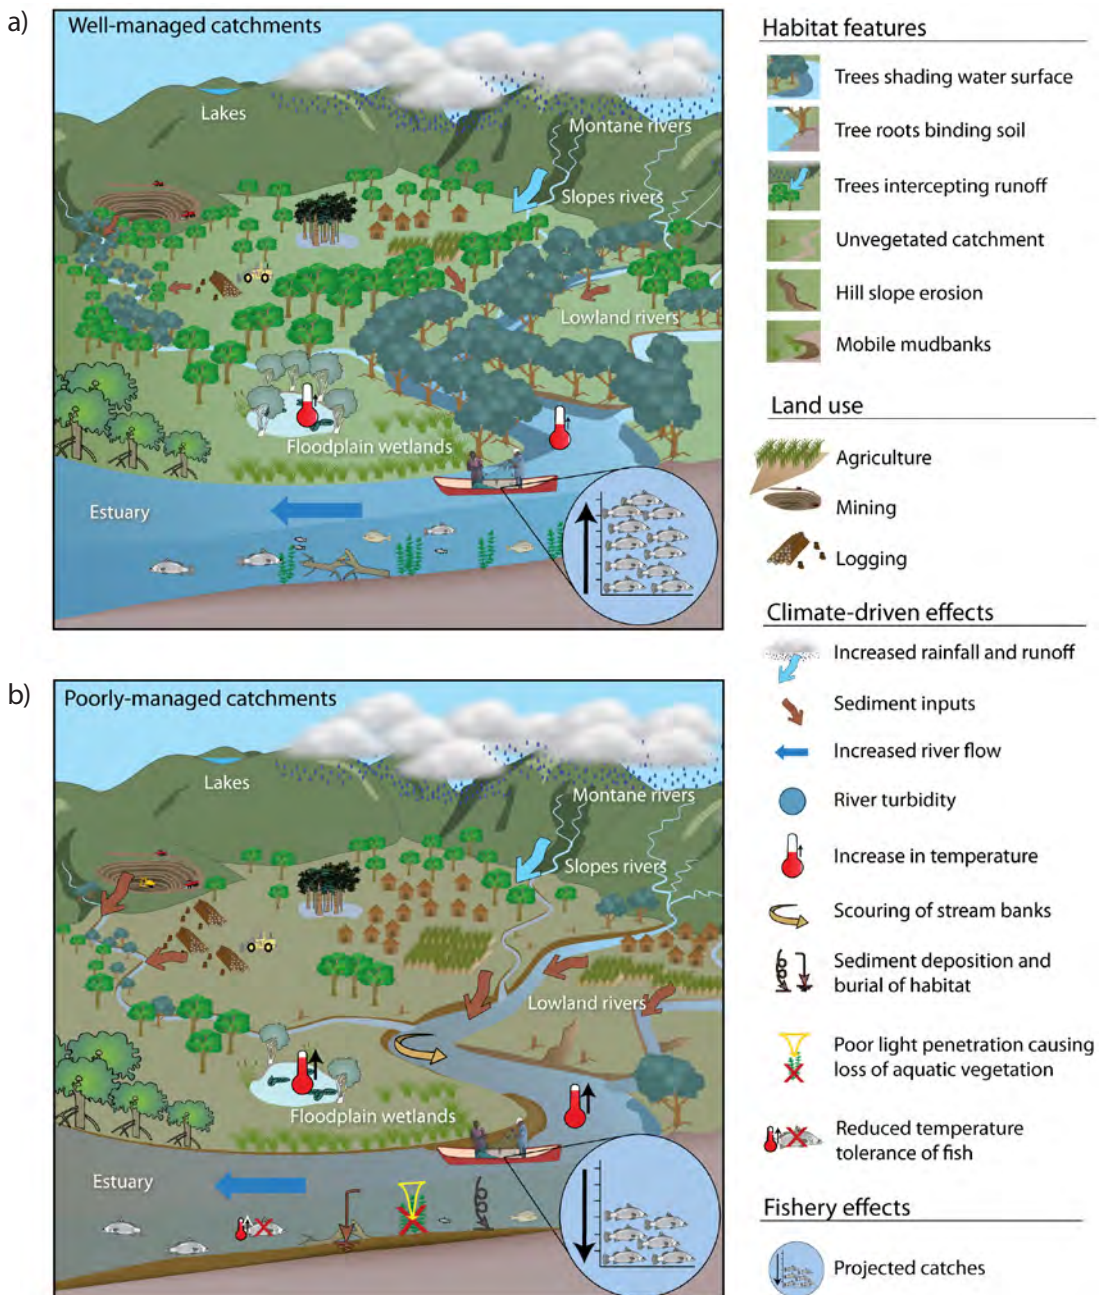 a)
Well-managed catchments
Lakes
Montane rivers
Slopes rivers
Lowland rivers
Floodplain wetlands
Estuary
b)
Poorly-managed catchments
Lakes
Montane rivers
Slopes rivers
Lowland rivers
Floodplain wetlands
Estuary
Habitat features
Trees shading water surface
Tree roots binding soil
Trees intercepting runoff
Unvegetated catchment
Hill slope erosion
Mobile mudbanks
Land use
Agriculture
Mining
Logging
Climate-driven effects
Increased rainfall and runoff
Sediment inputs
Increased river flow
River turbidity
Increase in temperature
Scouring of stream banks
Sediment deposition and
burial of habitat
Poor light penetration causing
loss of aquatic vegetation
Reduced temperature
tolerance of fish
Fishery effects
Projected catches